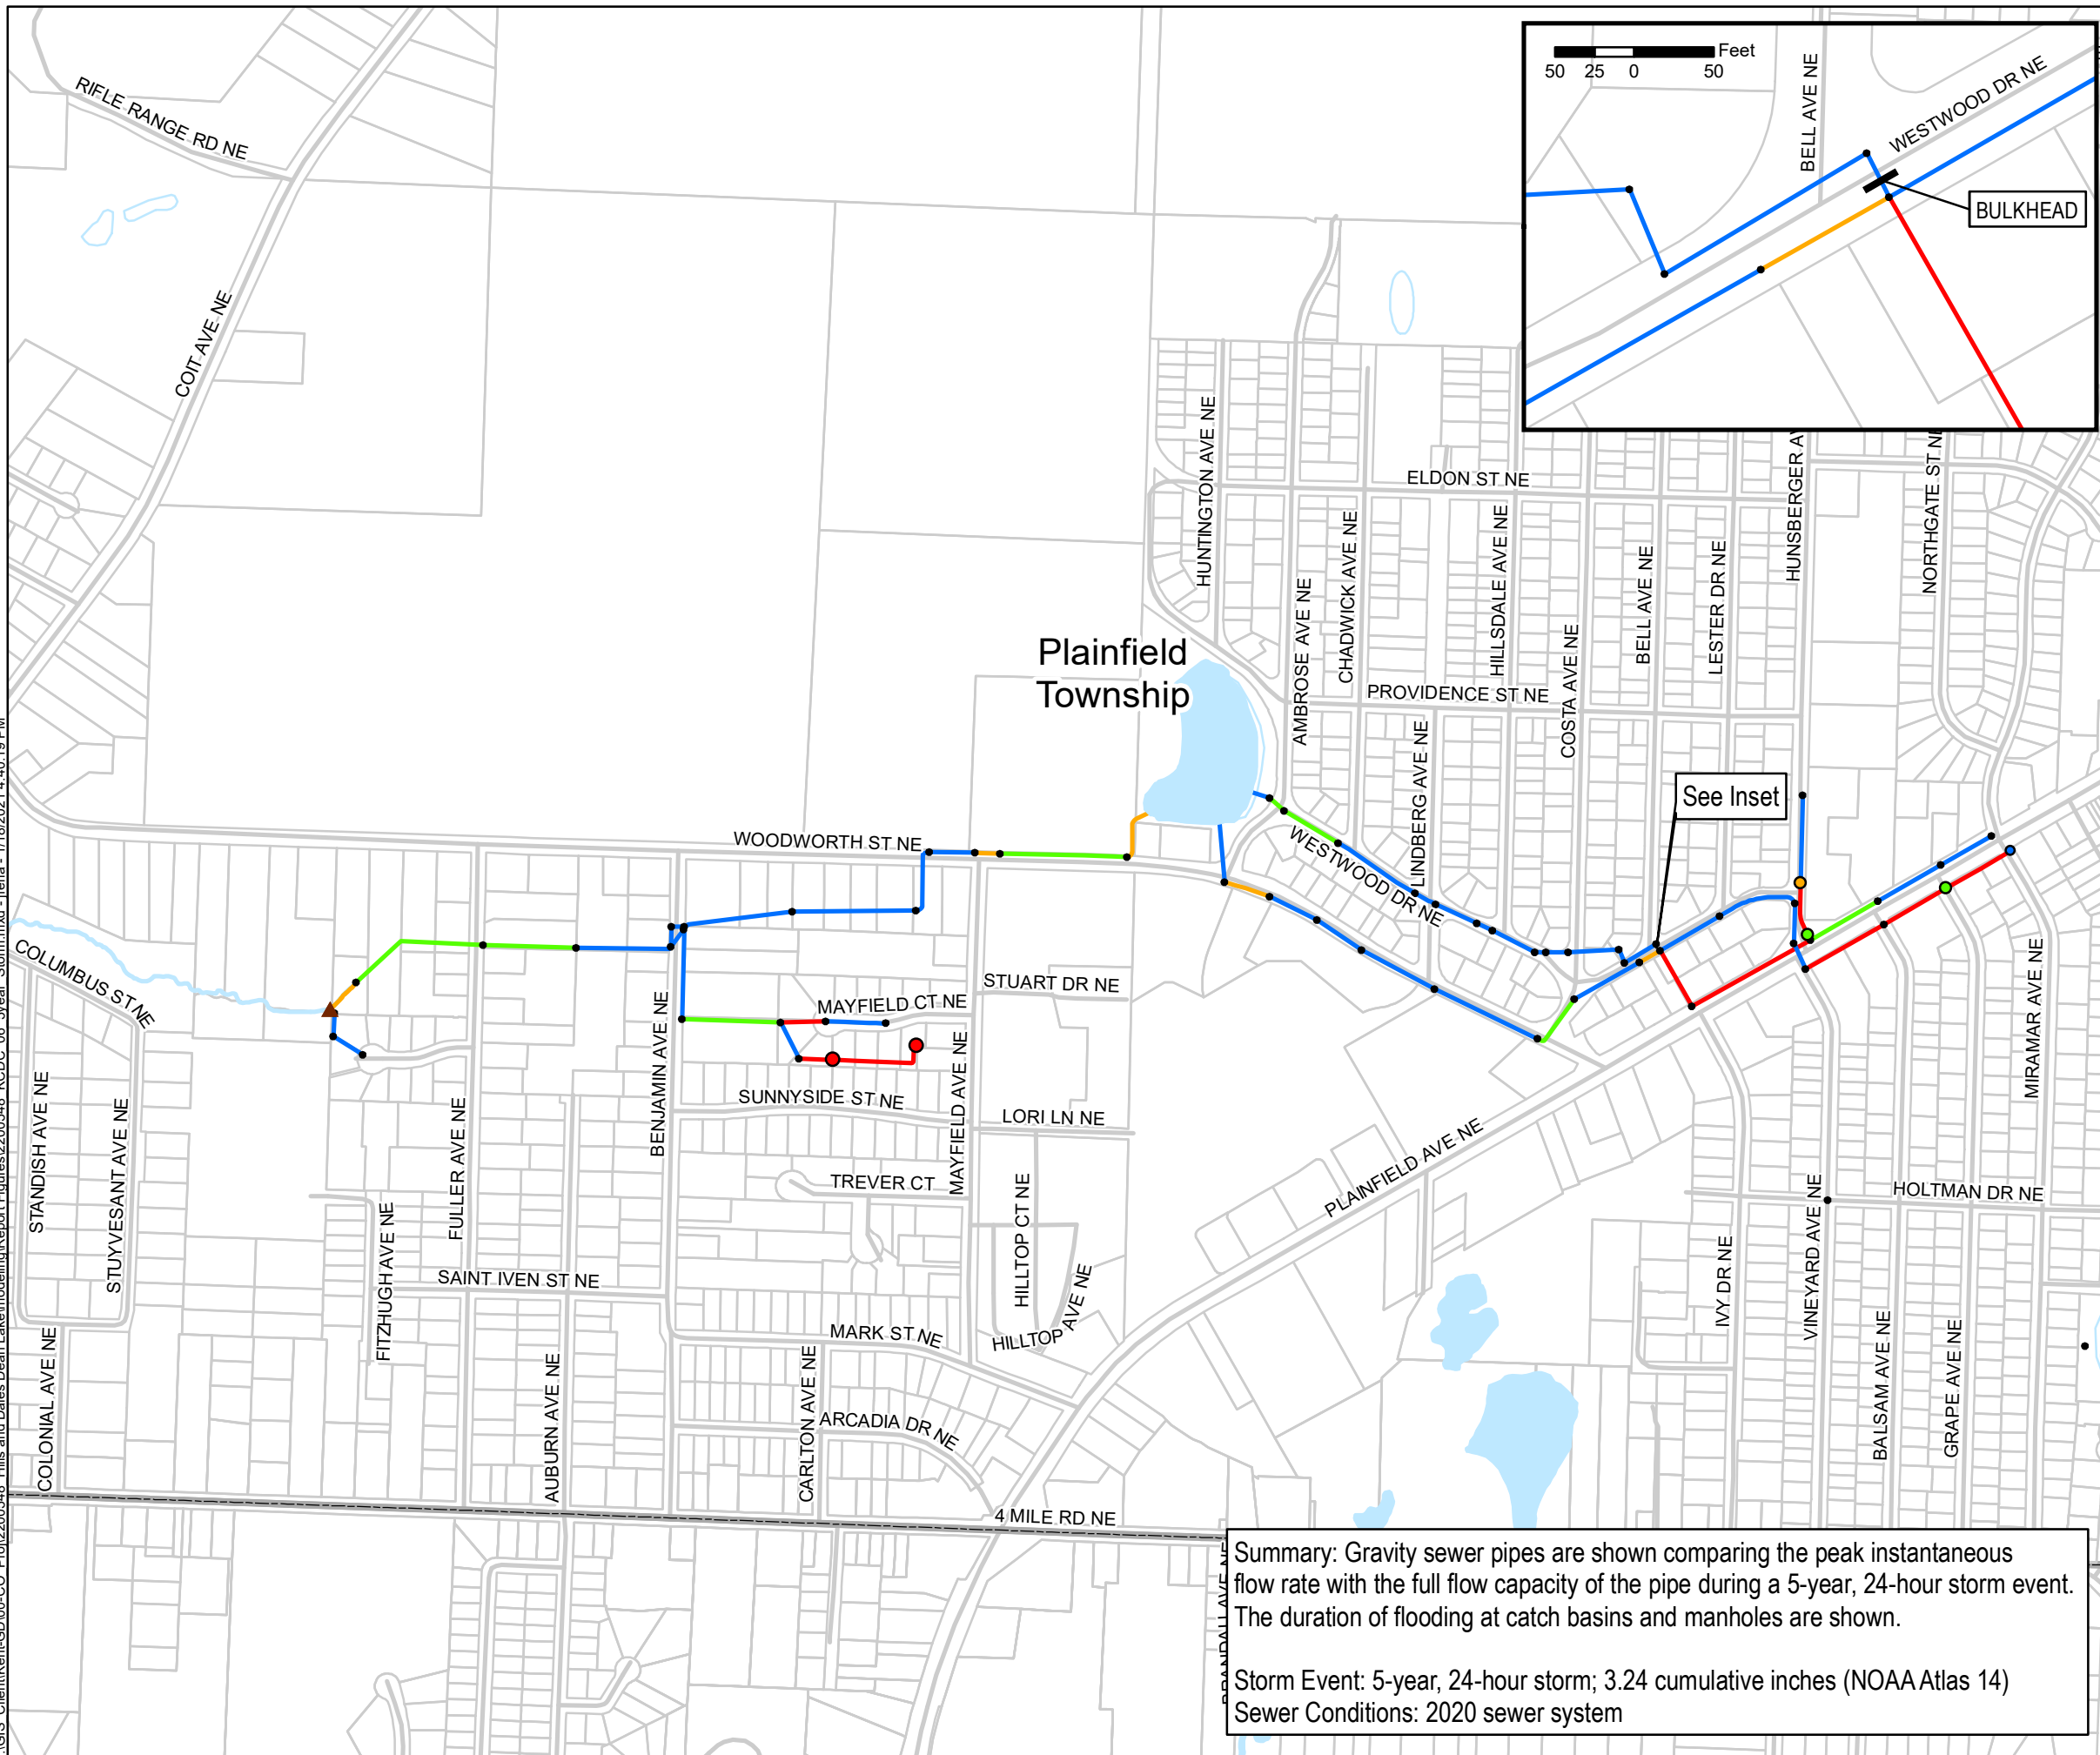 Feet
50 25 0 50
BELL AVE NE
WESTWOOD DR NE
BULKHEAD
RIFLE RANGE RD NE
COIT AVE NE
HUNTINGTON AVE NE
ELDON ST NE
HUNSBERGER AV
NORTHGATE ST NE
CHADWICK AVE NE
HILLSDALE AVE NE
AMBROSE AVE NE
COSTA AVE NE
BELL AVE NE
LESTER DR NE
Plainfield
Township
PROVIDENCE ST NE
LINDBERG AVE NE
See Inset
WOODWORTH ST NE
WESTWOOD DR NE
COLUMBUS ST NE
STUART DR NE
MAYFIELD CT NE
BENJAMIN AVE NE
MAYFIELD AVE NE
MIRAMAR AVE NE
STANDISH AVE NE
STUYVESANT AVE NE
FULLER AVE NE
SUNNYSIDE ST NE
LORI LN NE
PLAINFIELD AVE NE
TREVER CT
HOLTMAN DR NE
FITZHUGH AVE NE
HILLTOP CT NE
IVY DR NE
VINEYARD AVE NE
SAINT IVEN ST NE
HILLTOP AVE NE
MARK ST NE
COLONIAL AVE NE
AUBURN AVE NE
CARLTON AVE NE
ARCADIA DR NE
BALSAM AVE NE
GRAPE AVE NE
4 MILE RD NE
Summary: Gravity sewer pipes are shown comparing the peak instantaneous
flow rate with the full flow capacity of the pipe during a 5-year, 24-hour storm event.
The duration of flooding at catch basins and manholes are shown.
Storm Event: 5-year, 24-hour storm; 3.24 cumulative inches (NOAA Atlas 14)
Sewer Conditions: 2020 sewer system